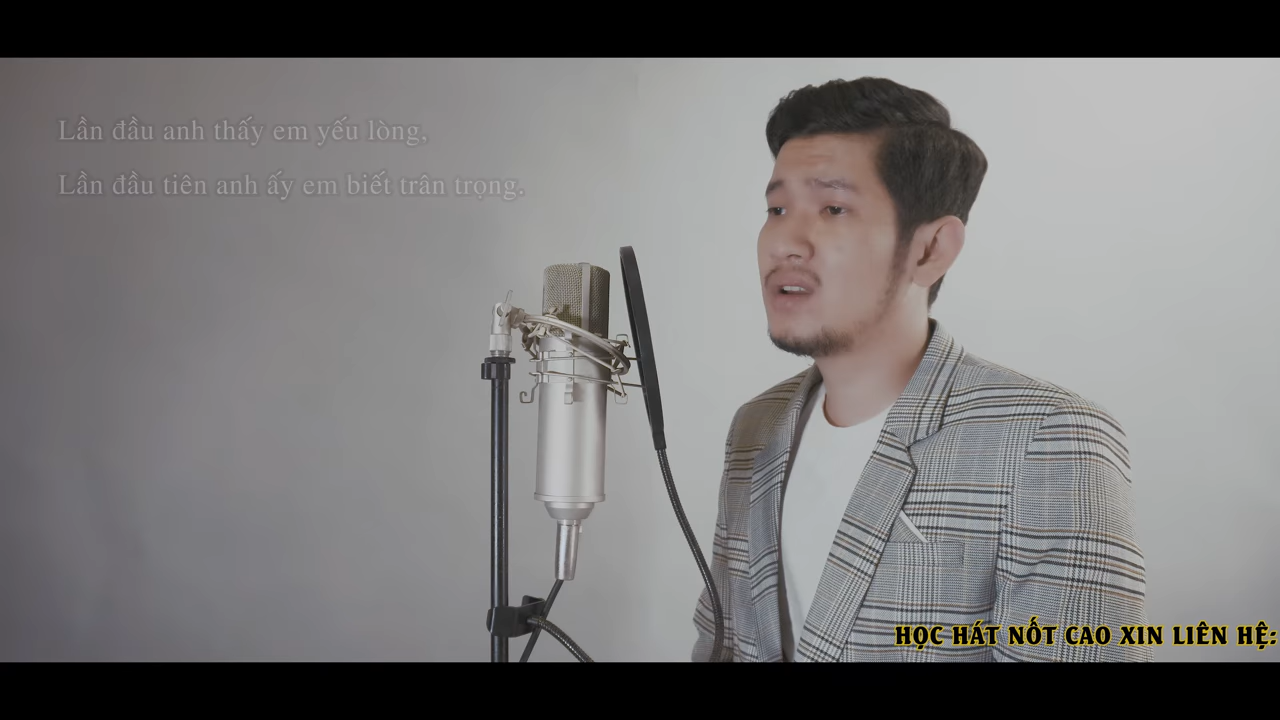 Lần đầu anh thấy em yếu lòng,
Lần đầu tiên anh ấy em biết trân trọng.
HỌC HÁT NỐT CAO XIN LIÊN HỆ: